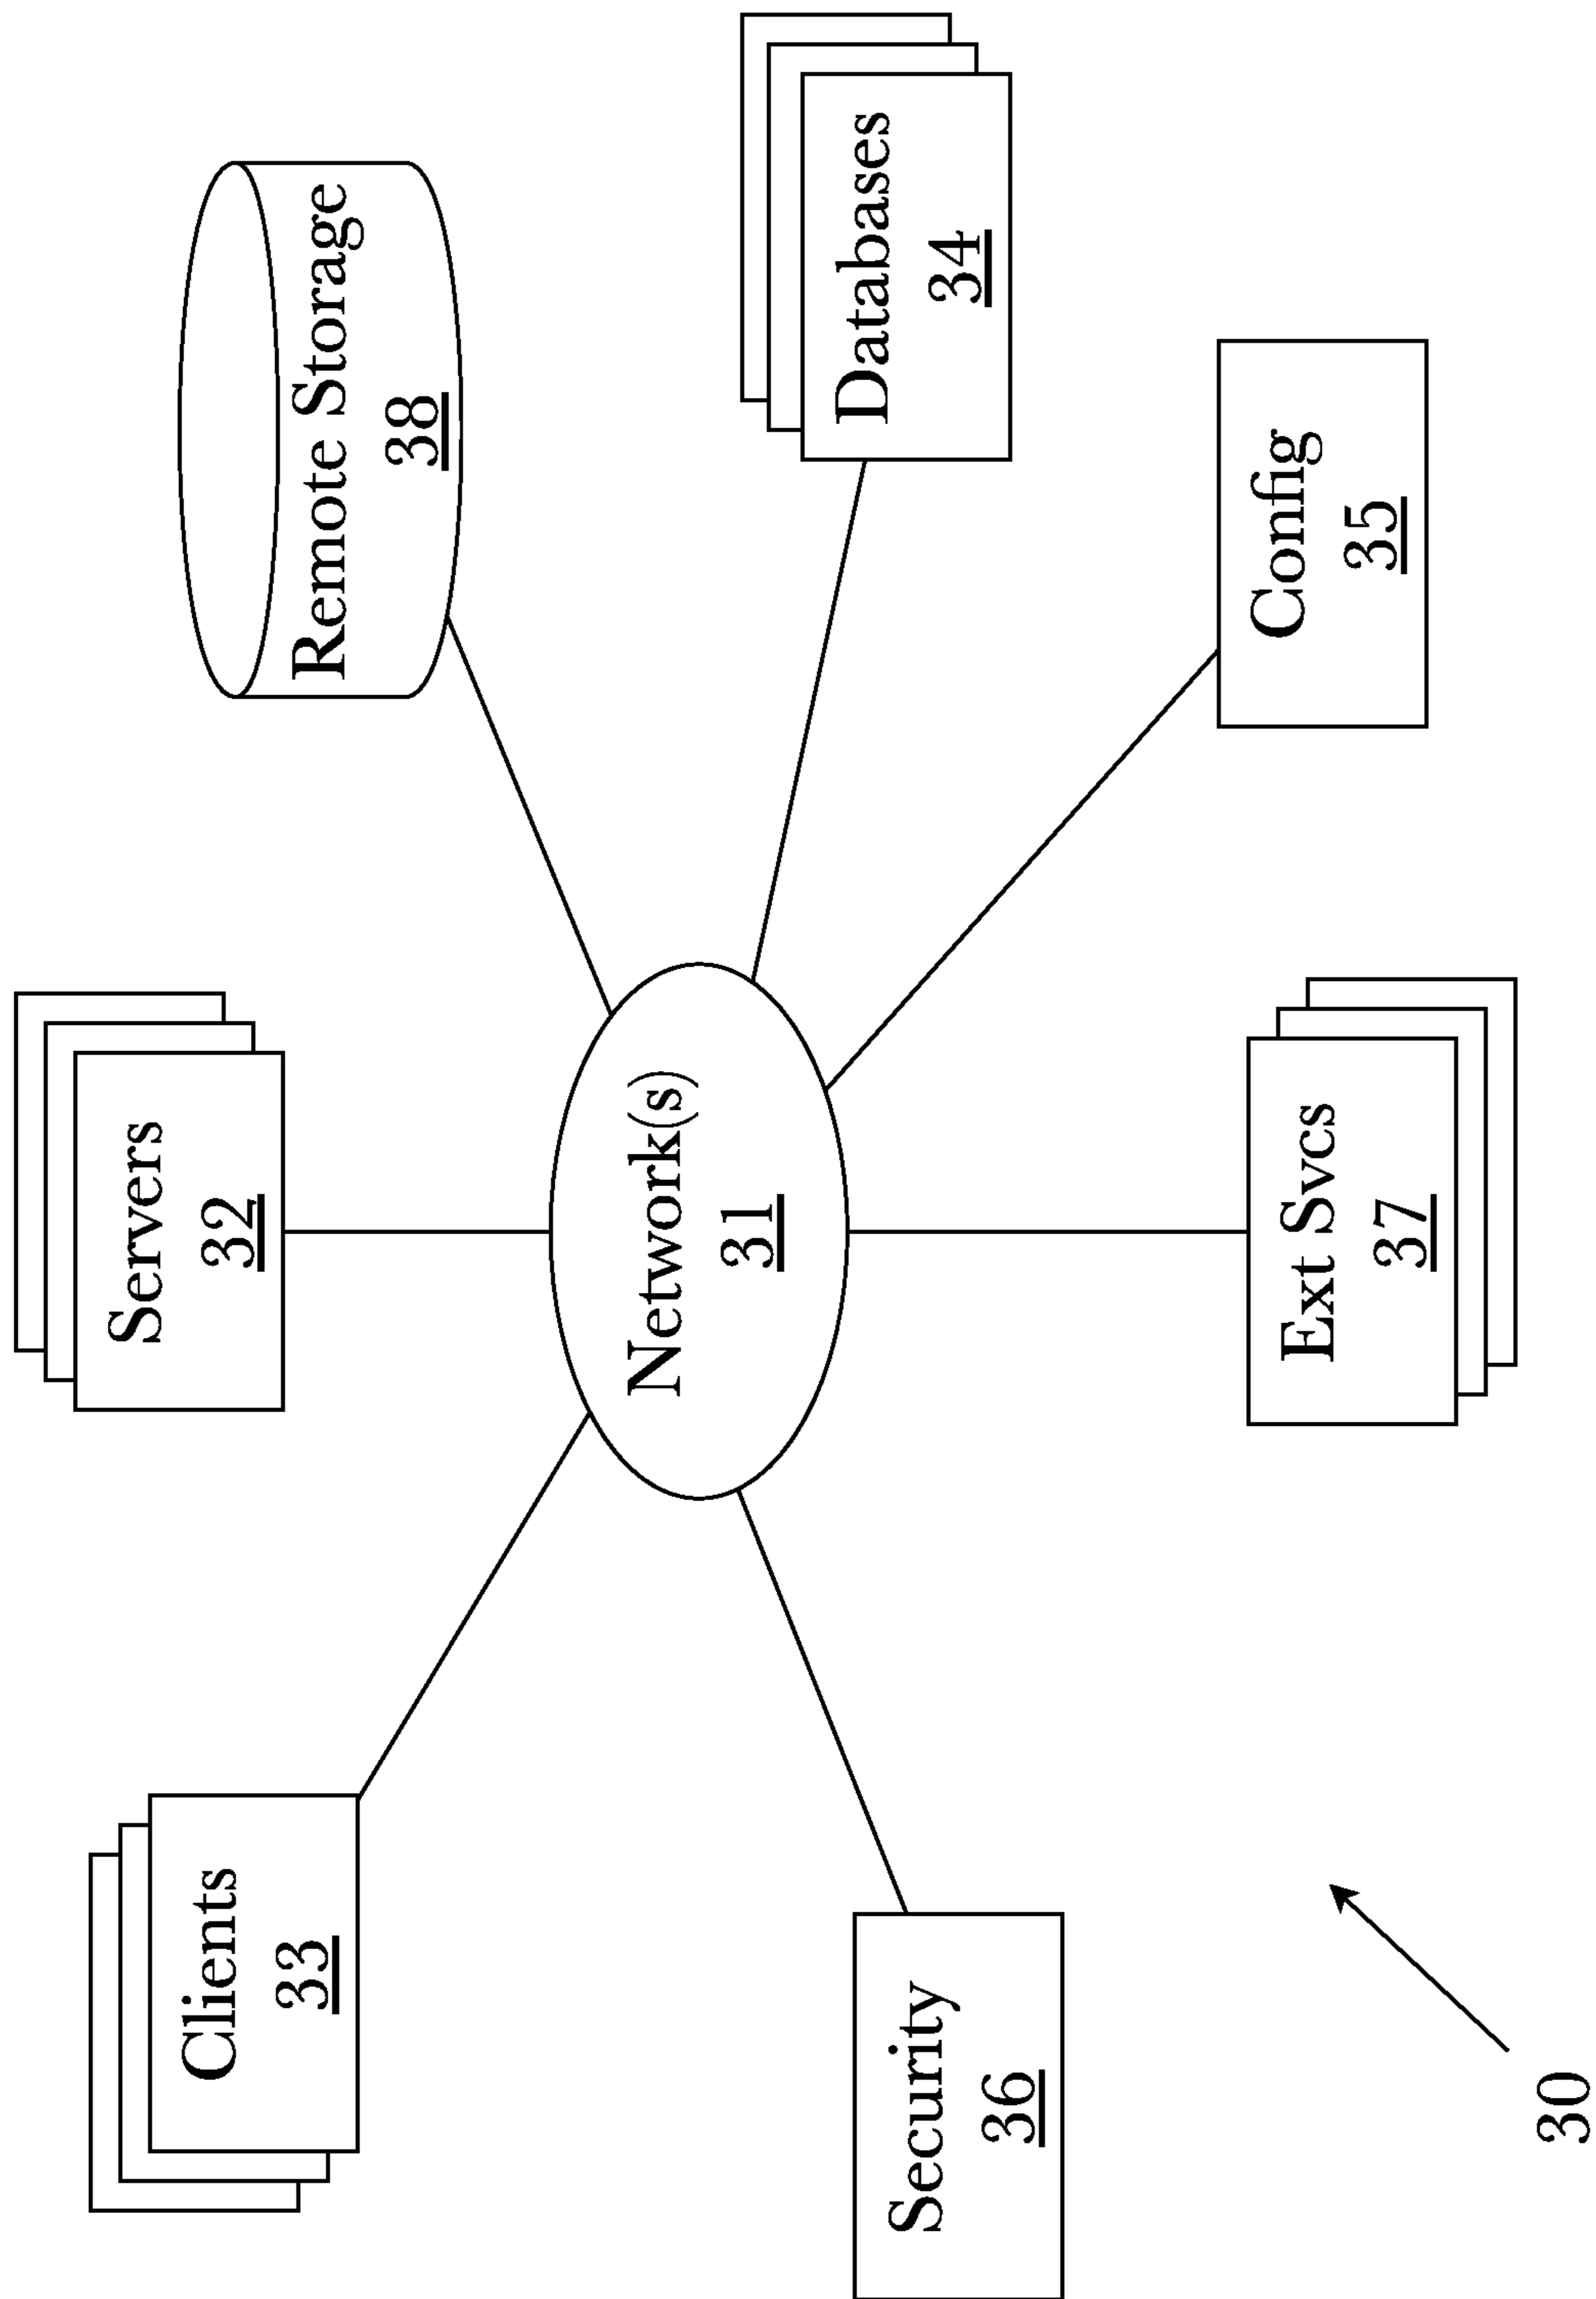 Servers
32
Clients
33
Remote Storage
38
Network(s)
31
Databases
34
Security
36
Ext Svcs
37
Config
35
30